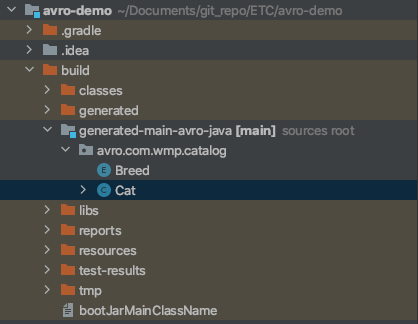 avro-demo ~/Documents/git_repo/ETC/avro-demo
.gradle
.idea
build
classes
generated
generated-main-avro-java [main] sources root
avro.com.wmp.catalog
E Breed
C Cat
libs
reports
resources
test-results
tmp
bootJarMainClassName